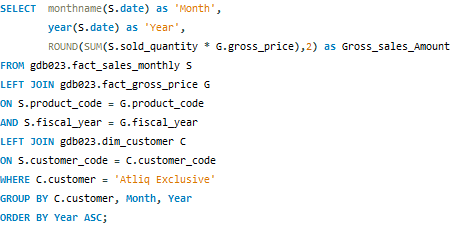 SELECT  monthname(S.date) as 'Month',
        year(S.date) as 'Year',
        ROUND(SUM(S.sold_quantity * G.gross_price),2) as Gross_sales_Amount
FROM gdb023.fact_sales_monthly S
LEFT JOIN gdb023.fact_gross_price G
ON S.product_code = G.product_code
AND S.fiscal_year = G.fiscal_year
LEFT JOIN gdb023.dim_customer C
ON S.customer_code = C.customer_code
WHERE C.customer = 'Atliq Exclusive'
GROUP BY C.customer, Month, Year
ORDER BY Year ASC;